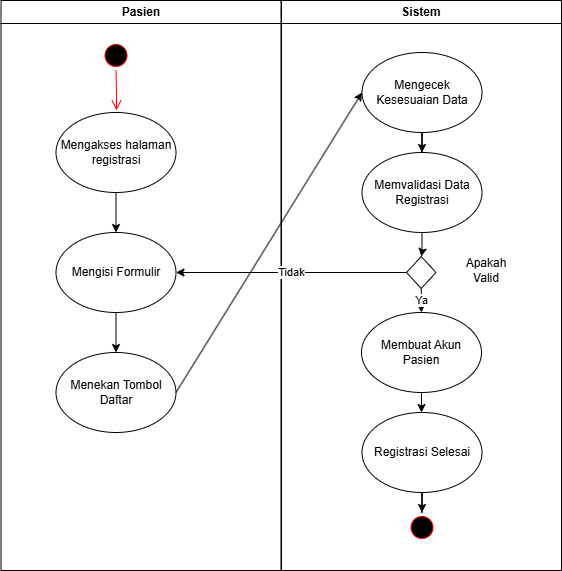 Pasien
Sistem
Mengakses halaman
registrasi
Mengisi Formulir
Menekan Tombol
Daftar
Mengecek
Kesesuaian Data
Memvalidasi Data
Registrasi
Apakah
Valid
Tidak
Ya
Membuat Akun
Pasien
Registrasi Selesai